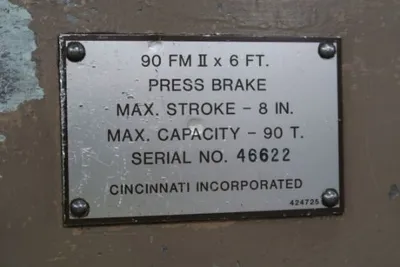 90 FM II x 6 FT.
PRESS BRAKE
MAX. STROKE - 8 IN.
MAX. CAPACITY - 90 T.
SERIAL NO. 46622
CINCINNATI INCORPORATED
424725